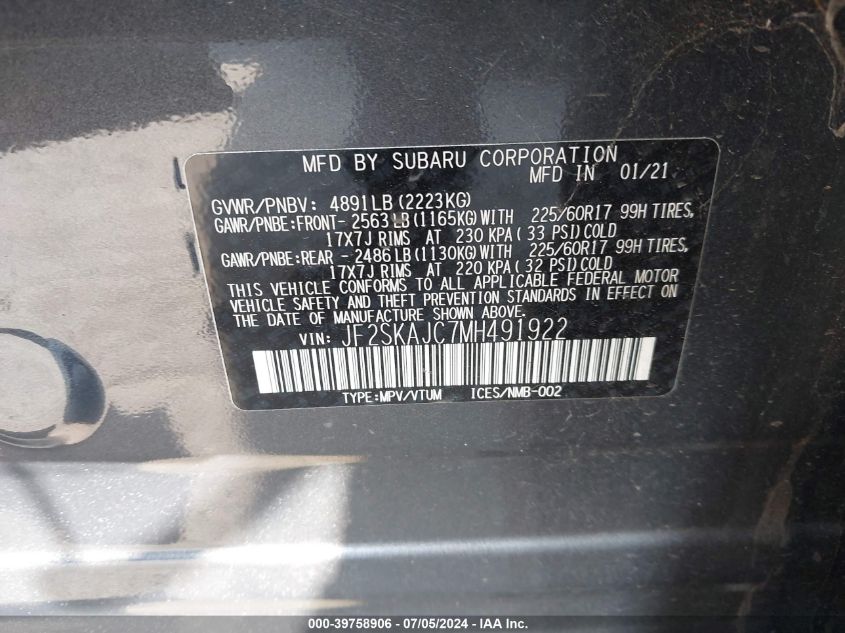 MFD BY SUBARU CORPORATION
MFD IN 01/21
GVWR/PNBV: 4891LB(2223KG)
GAWR/PNBE:FRONT- 2563LB(1165KG)WITH 225/60R17 99H TIRES,
17X7J RIMS AT 230 KPA( 33 PSI)COLD
GAWR/PNBE:REAR - 2486LB(1130KG)WITH 225/60R17 99H TIRES,
17X7J RIMS AT 220 KPA( 32 PSI)COLD
THIS VEHICLE CONFORMS TO ALL APPLICABLE FEDERAL MOTOR
VEHICLE SAFETY AND THEFT PREVENTION STANDARDS IN EFFECT ON
THE DATE OF MANUFACTURE SHOWN ABOVE.
VIN: JF2SKAJC7MH491922
TYPE:MPV/VTUM ICES/NMB-002
000-39758906 - 07/05/2024 - IAA Inc.